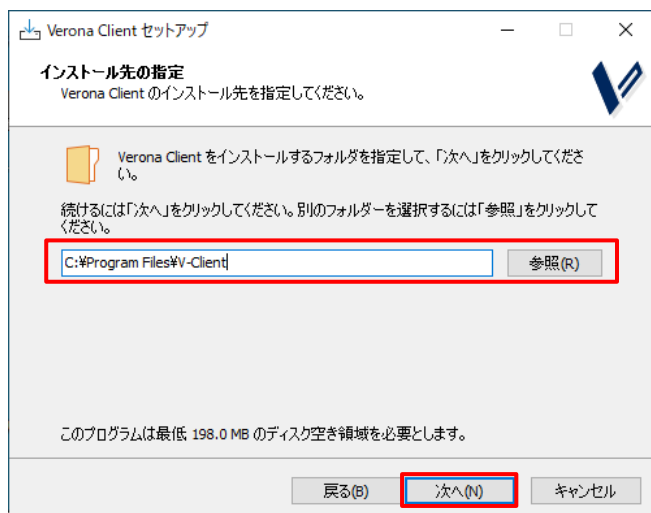 Verona Client セットアップ
インストール先の指定
Verona Client のインストール先を指定してください。
Verona Client をインストールするフォルダを指定して、「次へ」をクリックしてくださ
い。
続けるには「次へ」をクリックしてください。別のフォルダーを選択するには「参照」をクリックして
ください。
C:¥Program Files¥V-Client
参照(R)
このプログラムは最低 198.0 MB のディスク空き領域を必要とします。
戻る(B)
次へ(N)
キャンセル